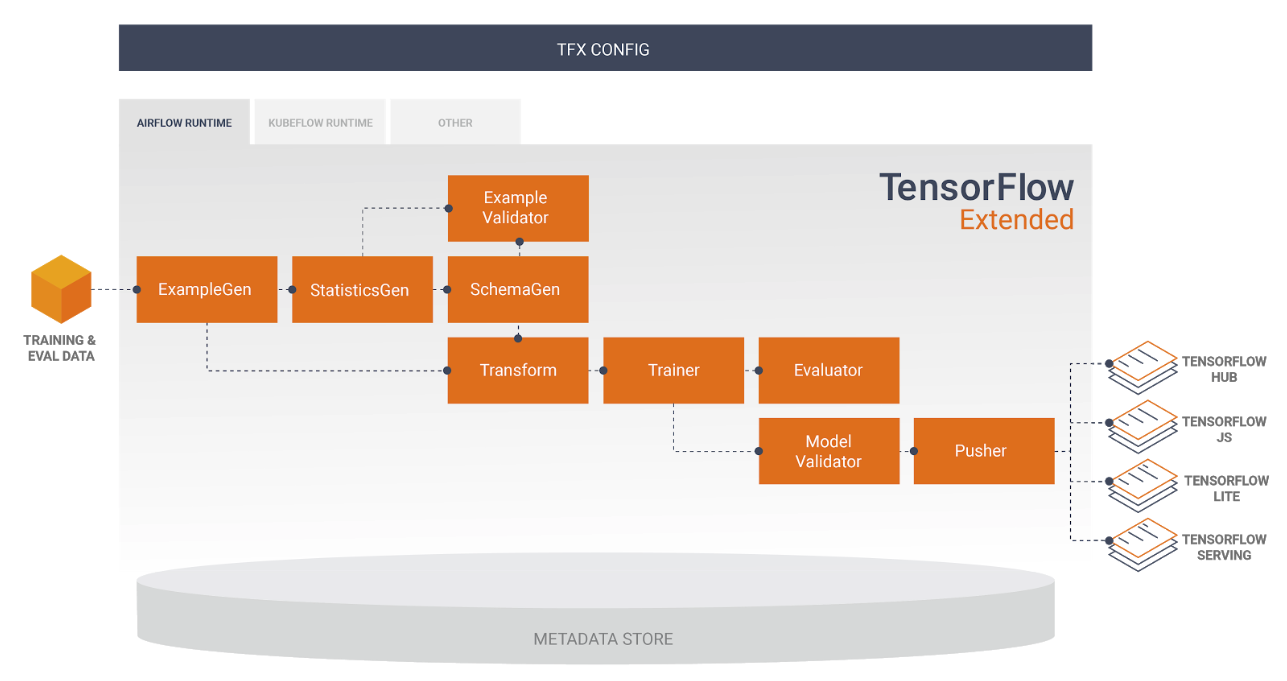 TFX CONFIG
AIRFLOW RUNTIME
KUBEFLOW RUNTIME
OTHER
TensorFlow
Extended
Example
Validator
TRAINING &
EVAL DATA
ExampleGen
StatisticsGen
SchemaGen
Transform
Trainer
Evaluator
Model
Validator
Pusher
TENSORFLOW
HUB
TENSORFLOW
JS
TENSORFLOW
LITE
TENSORFLOW
SERVING
METADATA STORE